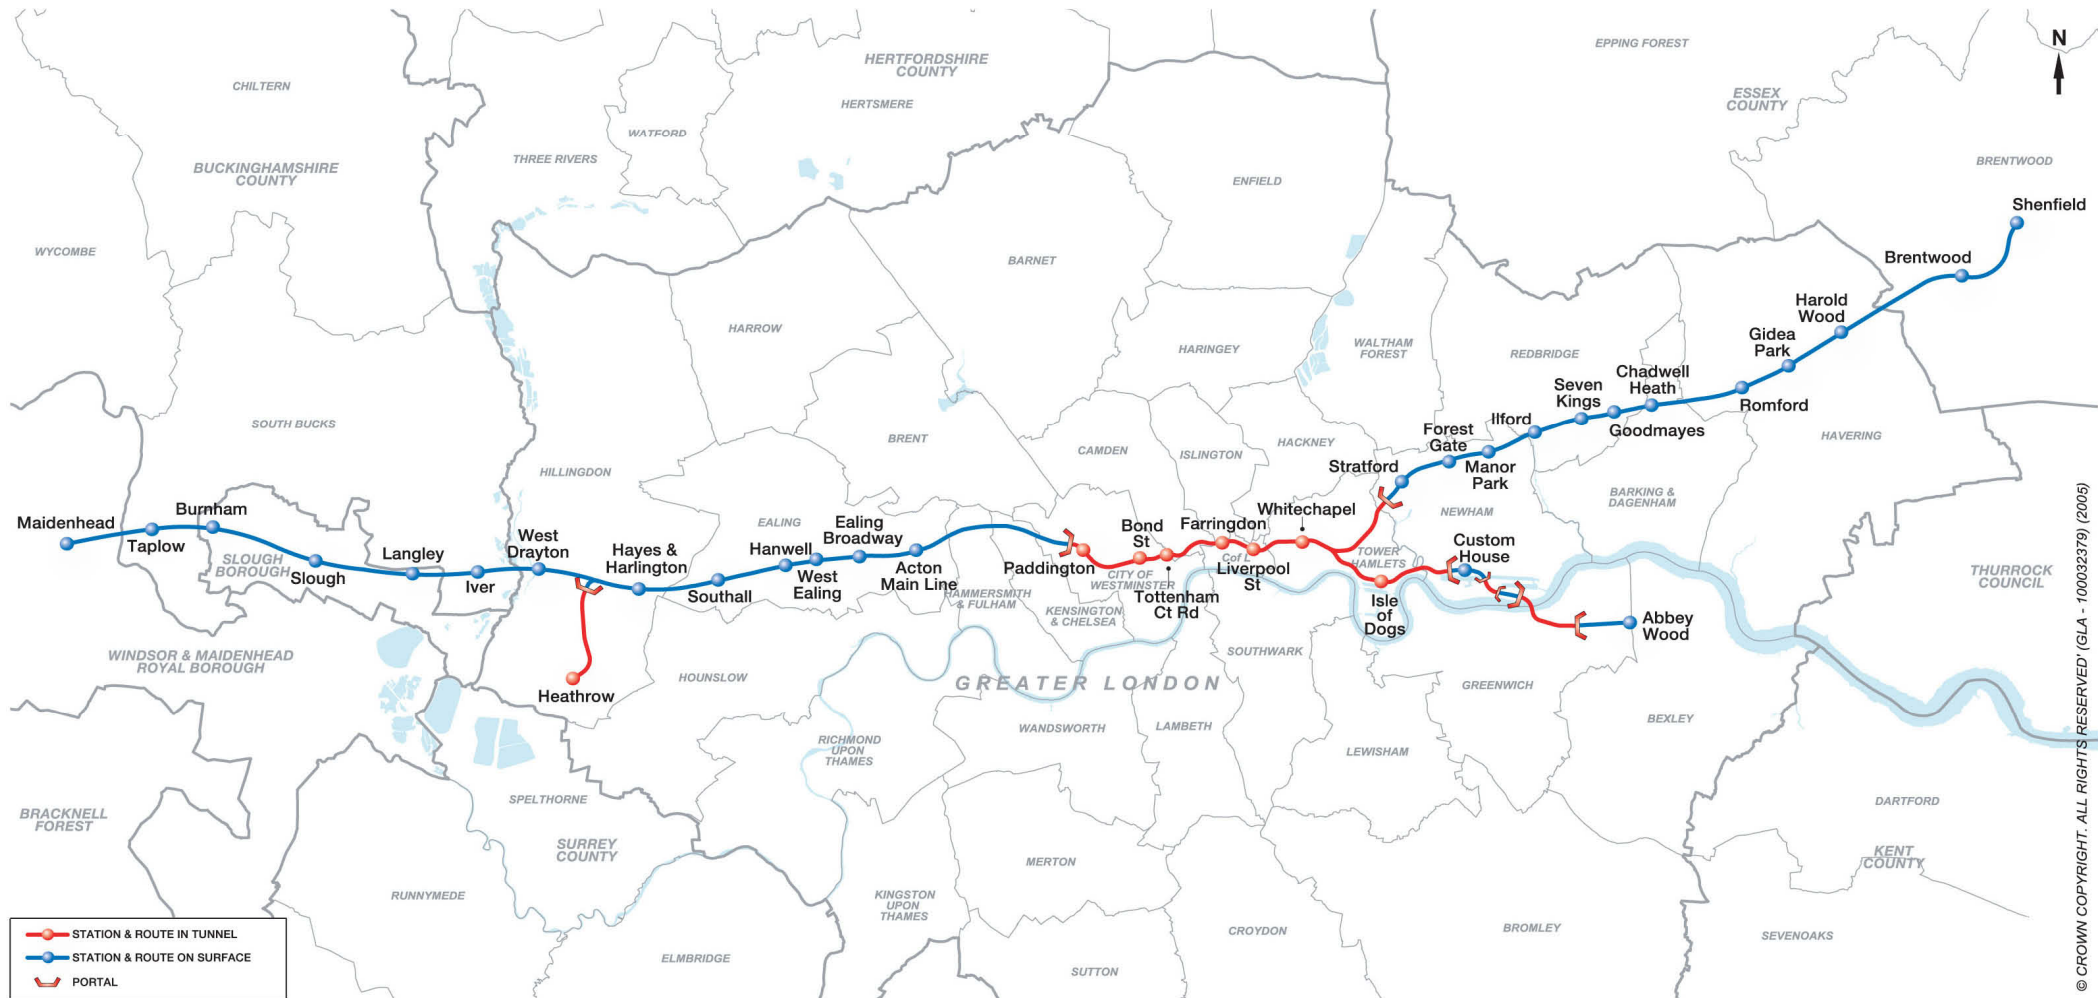 N
EPPING FOREST
HERTFORDSHIRE
COUNTY
CHILTERN
ESSEX
COUNTY
HERTSMERE
WATFORD
THREE RIVERS
BRENTWOOD
BUCKINGHAMSHIRE
COUNTY
ENFIELD
Shenfield
WYCOMBE
BARNET
Brentwood
Harold
Wood
HARROW
Gidea
Park
HARINGEY
WALTHAM
FOREST
REDBRIDGE
Chadwell
Heath
Seven
Kings
Romford
Ilford
Goodmayes
SOUTH BUCKS
BRENT
HACKNEY
Forest
Gate
HAVERING
CAMDEN
ISLINGTON
HILLINGDON
Stratford
Manor
Park
BARKING &
DAGENHAM
Maidenhead
Burnham
Taplow
SLOUGH
BOROUGH
Slough
Langley
Iver
West
Drayton
Hayes &
Harlington
Southall
EALING
Hanwell
West
Ealing
Ealing
Broadway
Acton
Main Line
HAMMERSMITH
& FULHAM
Paddington
KENSINGTON
& CHELSEA
CITY OF
WESTMINSTER
Bond
St
Tottenham
Ct Rd
Farringdon
Cof L
Liverpool
St
Whitechapel
TOWER
HAMLETS
NEWHAM
Custom
House
Isle
of
Dogs
Abbey
Wood
THURROCK
COUNCIL
WINDSOR & MAIDENHEAD
ROYAL BOROUGH
Heathrow
HOUNSLOW
GREATER LONDON
SOUTHWARK
GREENWICH
BEXLEY
RICHMOND
UPON
THAMES
WANDSWORTH
LAMBETH
LEWISHAM
BRACKNELL
FOREST
SPELTHORNE
DARTFORD
SURREY
COUNTY
MERTON
KENT
COUNTY
RUNNYMEDE
KINGSTON
UPON
THAMES
CROYDON
BROMLEY
SEVENOAKS
ELMBRIDGE
SUTTON
STATION & ROUTE IN TUNNEL
STATION & ROUTE ON SURFACE
PORTAL
© CROWN COPYRIGHT. ALL RIGHTS RESERVED' (GLA - 100032379) (2005)